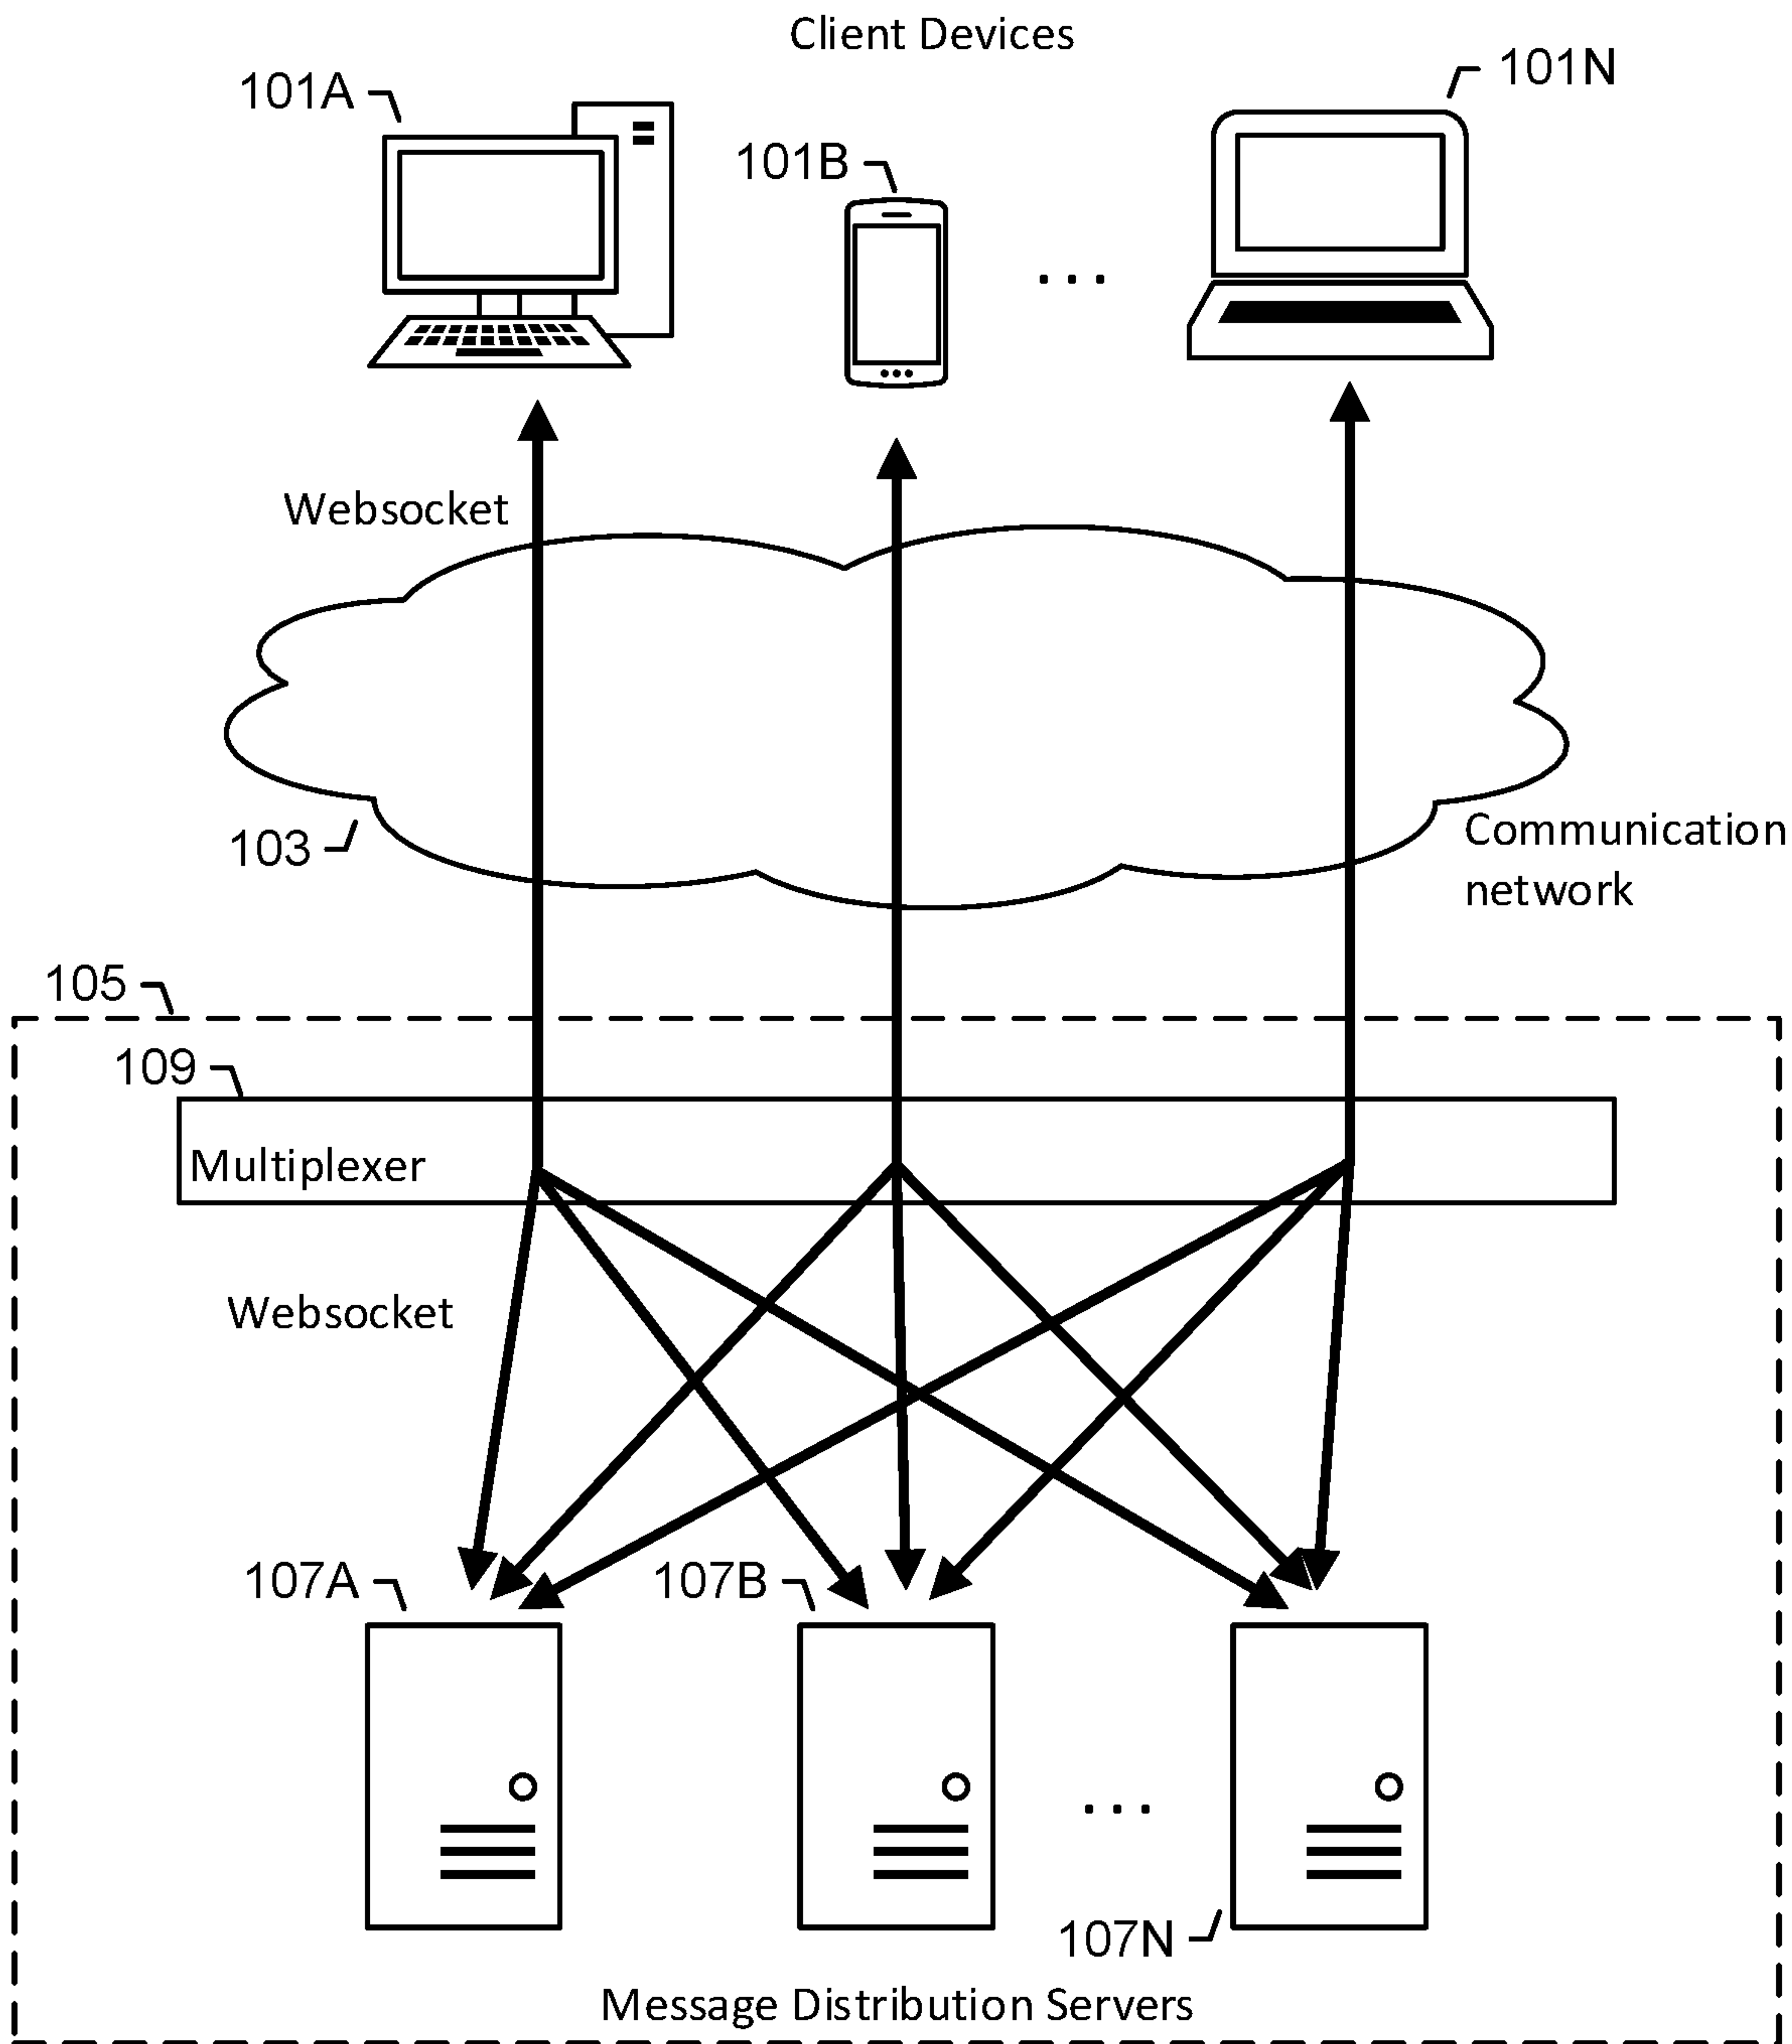 Client Devices
101A
101N
101B
...
Websocket
103
Communication
network
105
109
Multiplexer
Websocket
107A
107B
...
107N
Message Distribution Servers